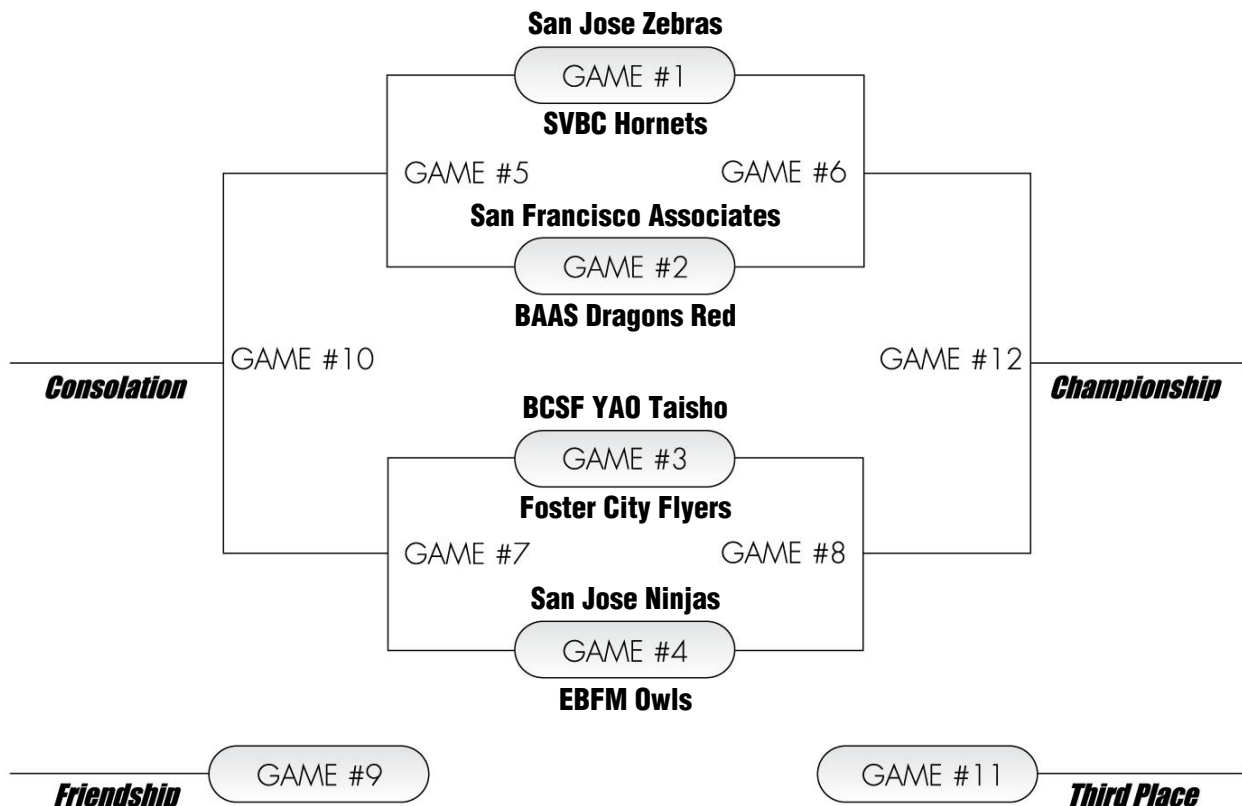 San Jose Zebras
GAME #1
SVBC Hornets
GAME #5
GAME #6
San Francisco Associates
GAME #2
BAAS Dragons Red
GAME #10
GAME #12
Consolation
Championship
BCSF YAO Taisho
GAME #3
Foster City Flyers
GAME #7
GAME #8
San Jose Ninjas
GAME #4
EBFM Owls
GAME #9
GAME #11
Friendship
Third Place